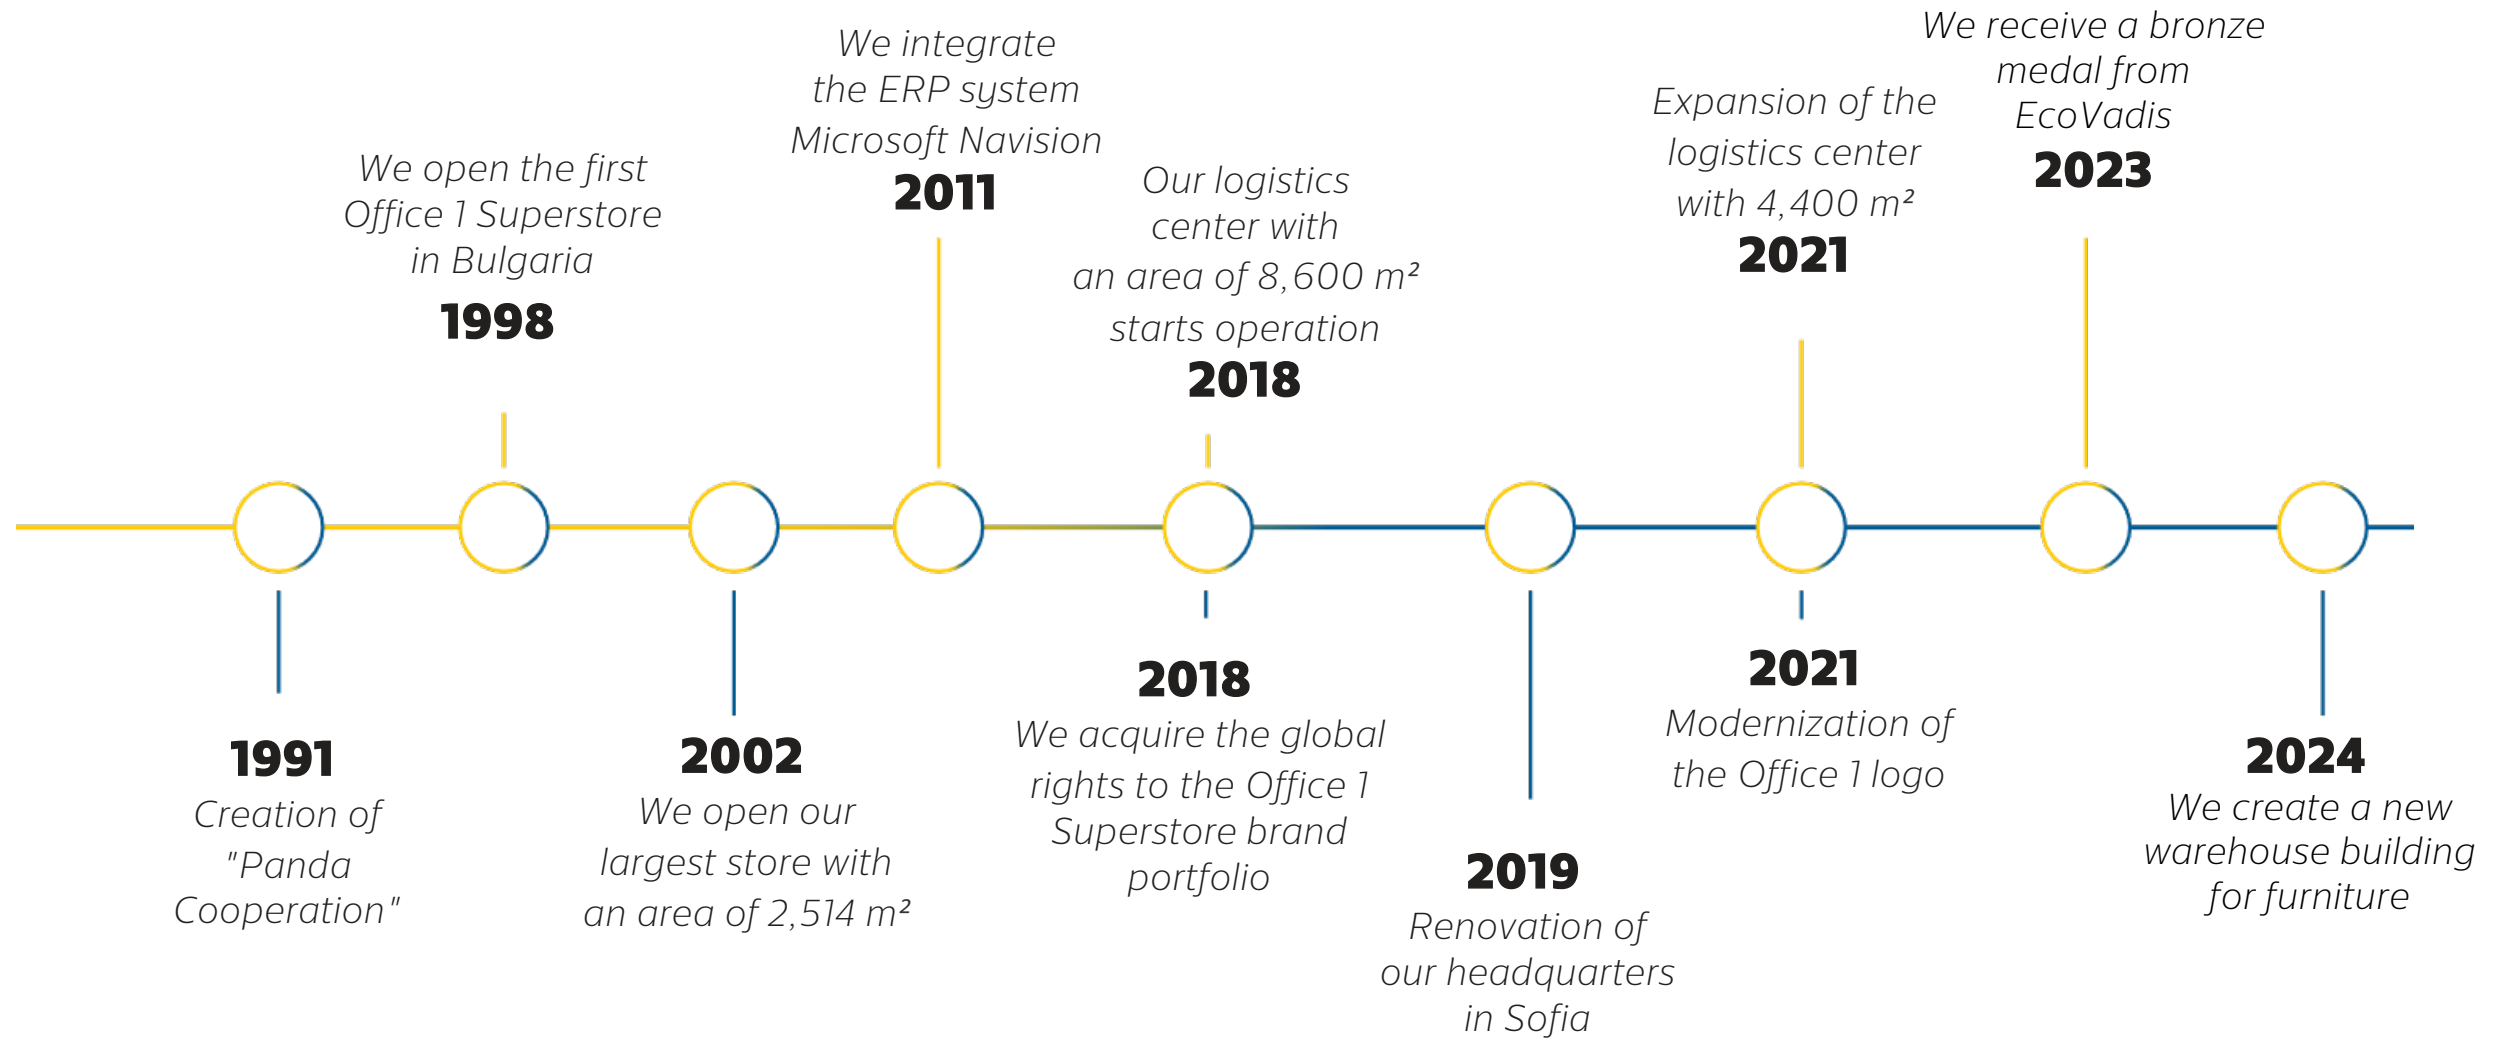 1991
Creation of
"Panda
Cooperation"
We open the first
Office 1 Superstore
in Bulgaria
1998
2002
We open our
largest store with
an area of 2,514 m²
We integrate
the ERP system
Microsoft Navision
2011
Our logistics
center with
an area of 8,600 m²
starts operation
2018
2018
We acquire the global
rights to the Office 1
Superstore brand
portfolio
2019
Renovation of
our headquarters
in Sofia
Expansion of the
logistics center
with 4,400 m²
2021
2021
Modernization of
the Office 1 logo
We receive a bronze
medal from
EcoVadis
2023
2024
We create a new
warehouse building
for furniture